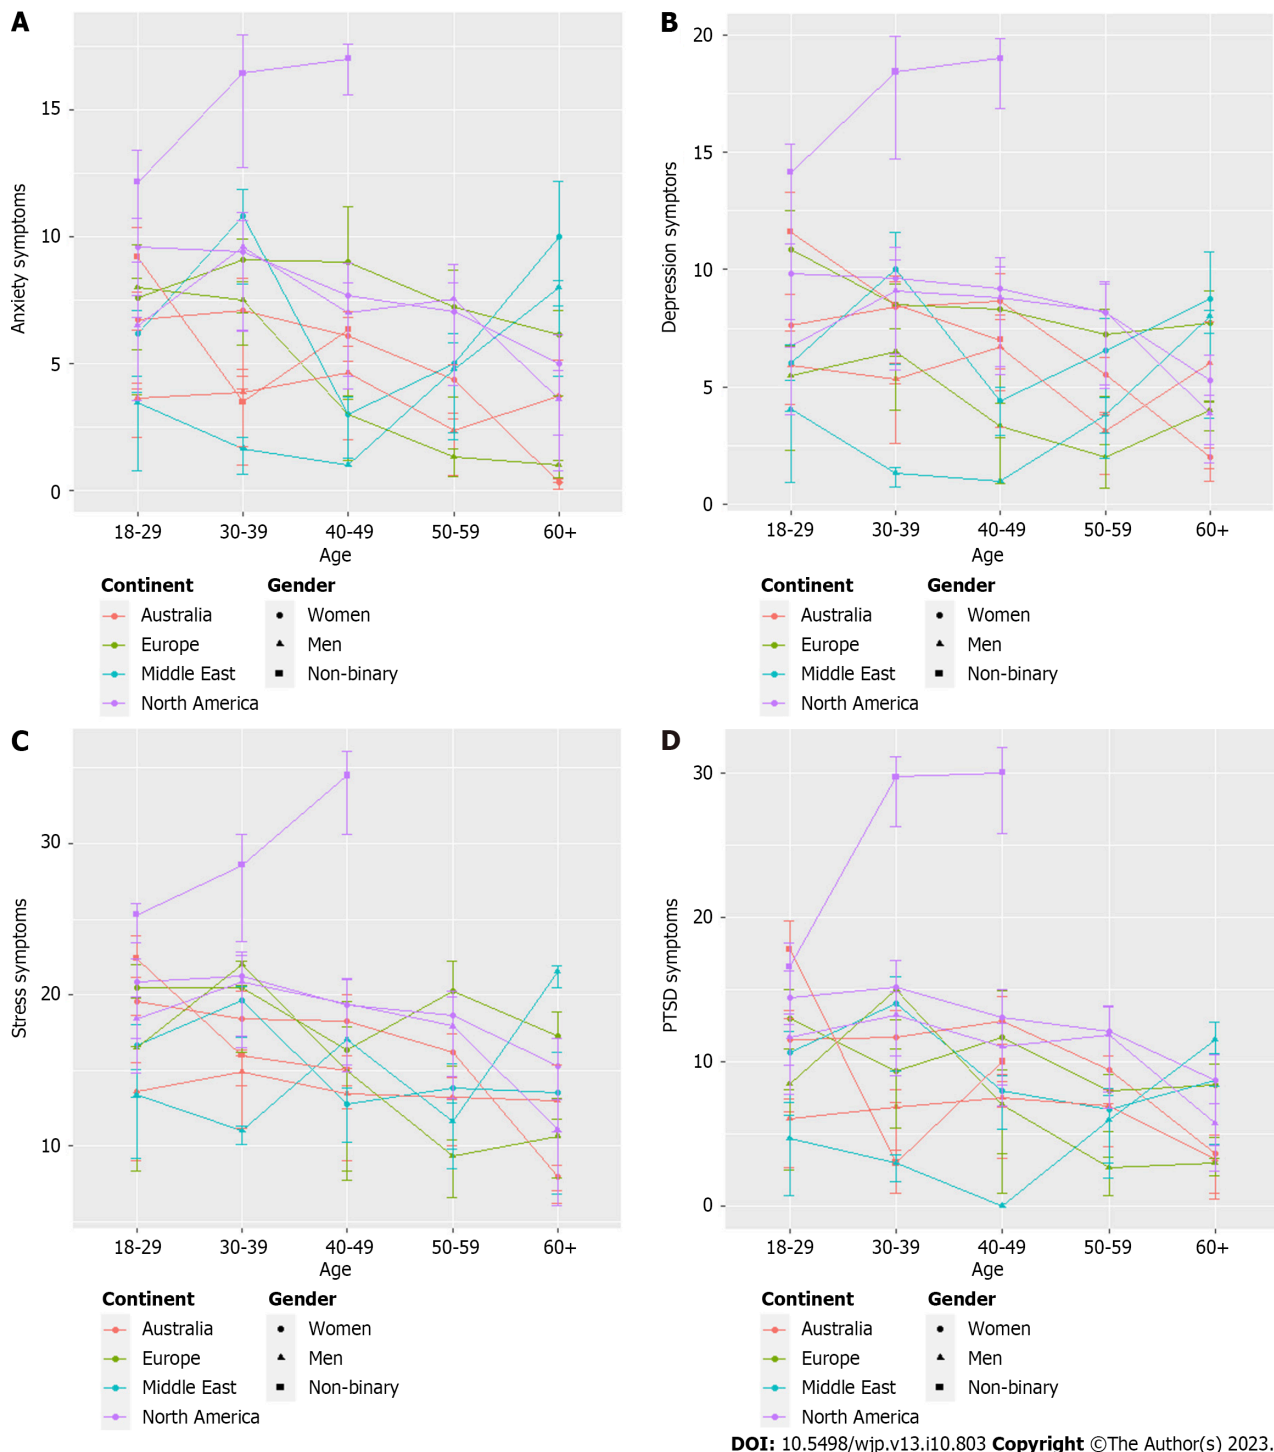 A
B
Anxiety symptoms
15
10
5
0
18-29 30-39 40-49 50-59 60+
Age
Depression symptoms
20
15
10
5
0
18-29 30-39 40-49 50-59 60+
Age
Continent Gender
Australia Women
Europe Men
Middle East Non-binary
North America
Continent Gender
Australia Women
Europe Men
Middle East Non-binary
North America
C
D
Stress symptoms
30
20
10
18-29 30-39 40-49 50-59 60+
Age
PTSD symptoms
30
20
10
0
18-29 30-39 40-49 50-59 60+
Age
Continent Gender
Australia Women
Europe Men
Middle East Non-binary
North America
Continent Gender
Australia Women
Europe Men
Middle East Non-binary
North America
DOI: 10.5498/wjp.v13.i10.803 Copyright ©The Author(s) 2023.